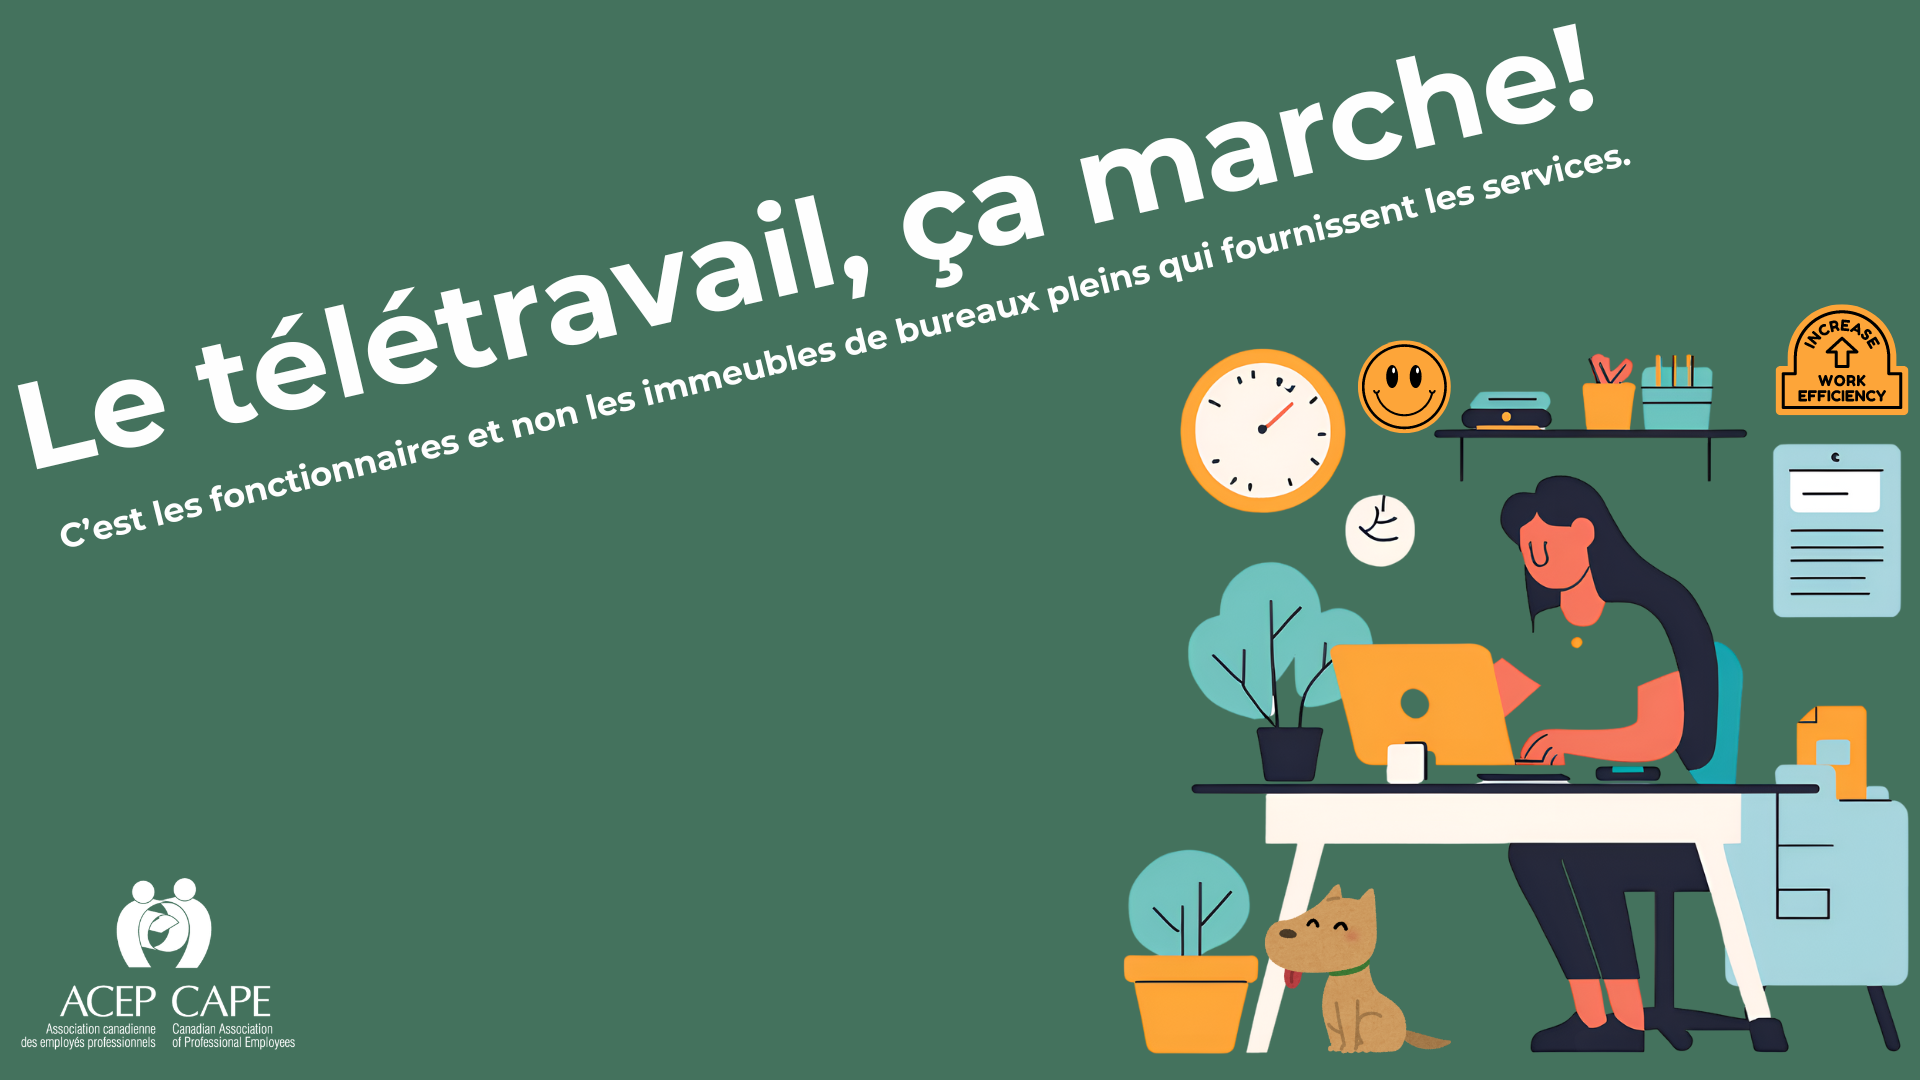 Le télétravail, ça marche!
C'est les fonctionnaires et non les immeubles de bureaux pleins qui fournissent les services.
INCREASE
WORK
EFFICIENCY
ACEP CAPE
Association canadienne
des employés professionnels
Canadian Association
of Professional Employees